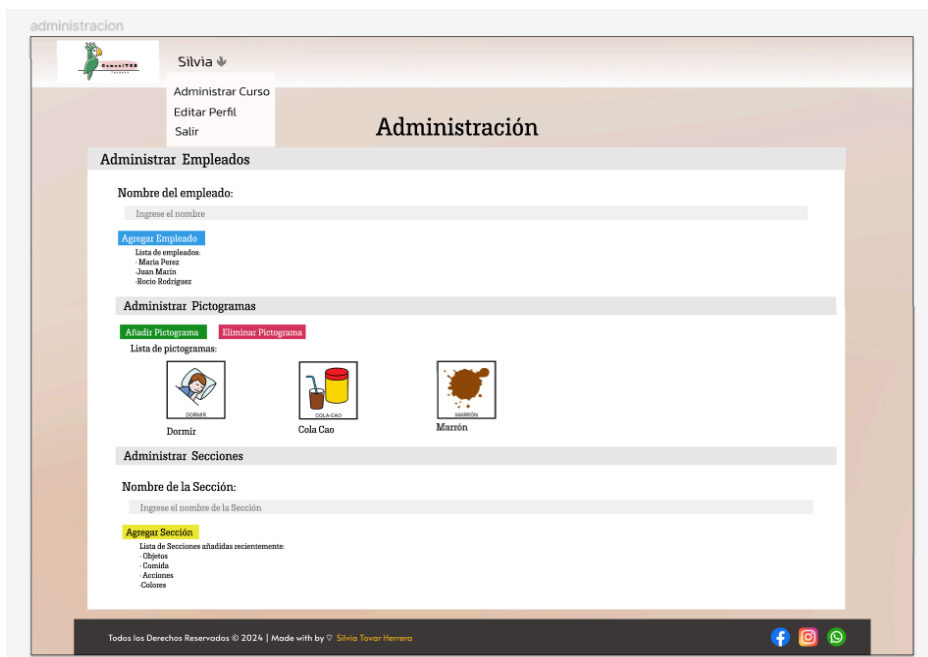 administracion
ComuniTEO
Silvia
Administrar Curso
Editar Perfil
Salir
Administración
Administrar Empleados
Nombre del empleado:
Ingrese el nombre
Agregar Empleado
Lista de empleados:
- Maria Perez
-Juan Marin
-Rocio Rodriguez
Administrar Pictogramas
Añadir Pictograma Eliminar Pictograma
Lista de pictogramas:
DORMIR COLA-CAO MARRÓN
Dormir Cola Cao Marrón
Administrar Secciones
Nombre de la Sección:
Ingrese el nombre de la Sección
Agregar Sección
Lista de Secciones añadidas recientemente:
- Objetos
- Comida
- Acciones
-Colores
Todos los Derechos Reservados © 2024 | Made with by ♡ Silvia Tovar Herrera